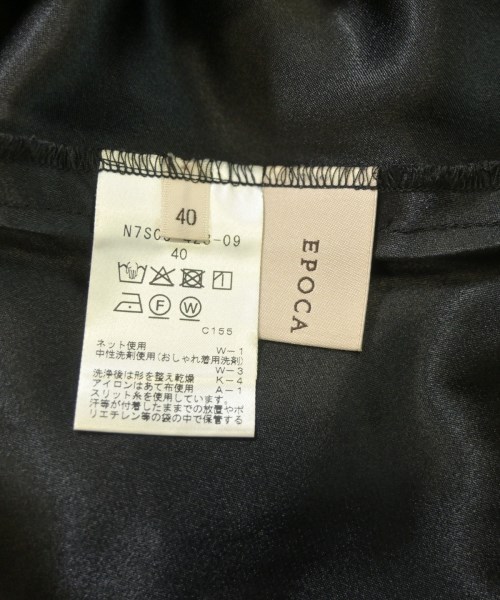 40
N7S0
-09
40
F
W
C155
ネット使用 W-1
中性洗剤使用(おしゃれ着用洗剤)
W-3
洗浄後は形を整え乾燥 K-4
アイロンはあて布使用 A-1
スリット糸を使用しています。
汗等が付着したままでの放置やポ
リエチレン等の袋の中で保管する
EPOCA